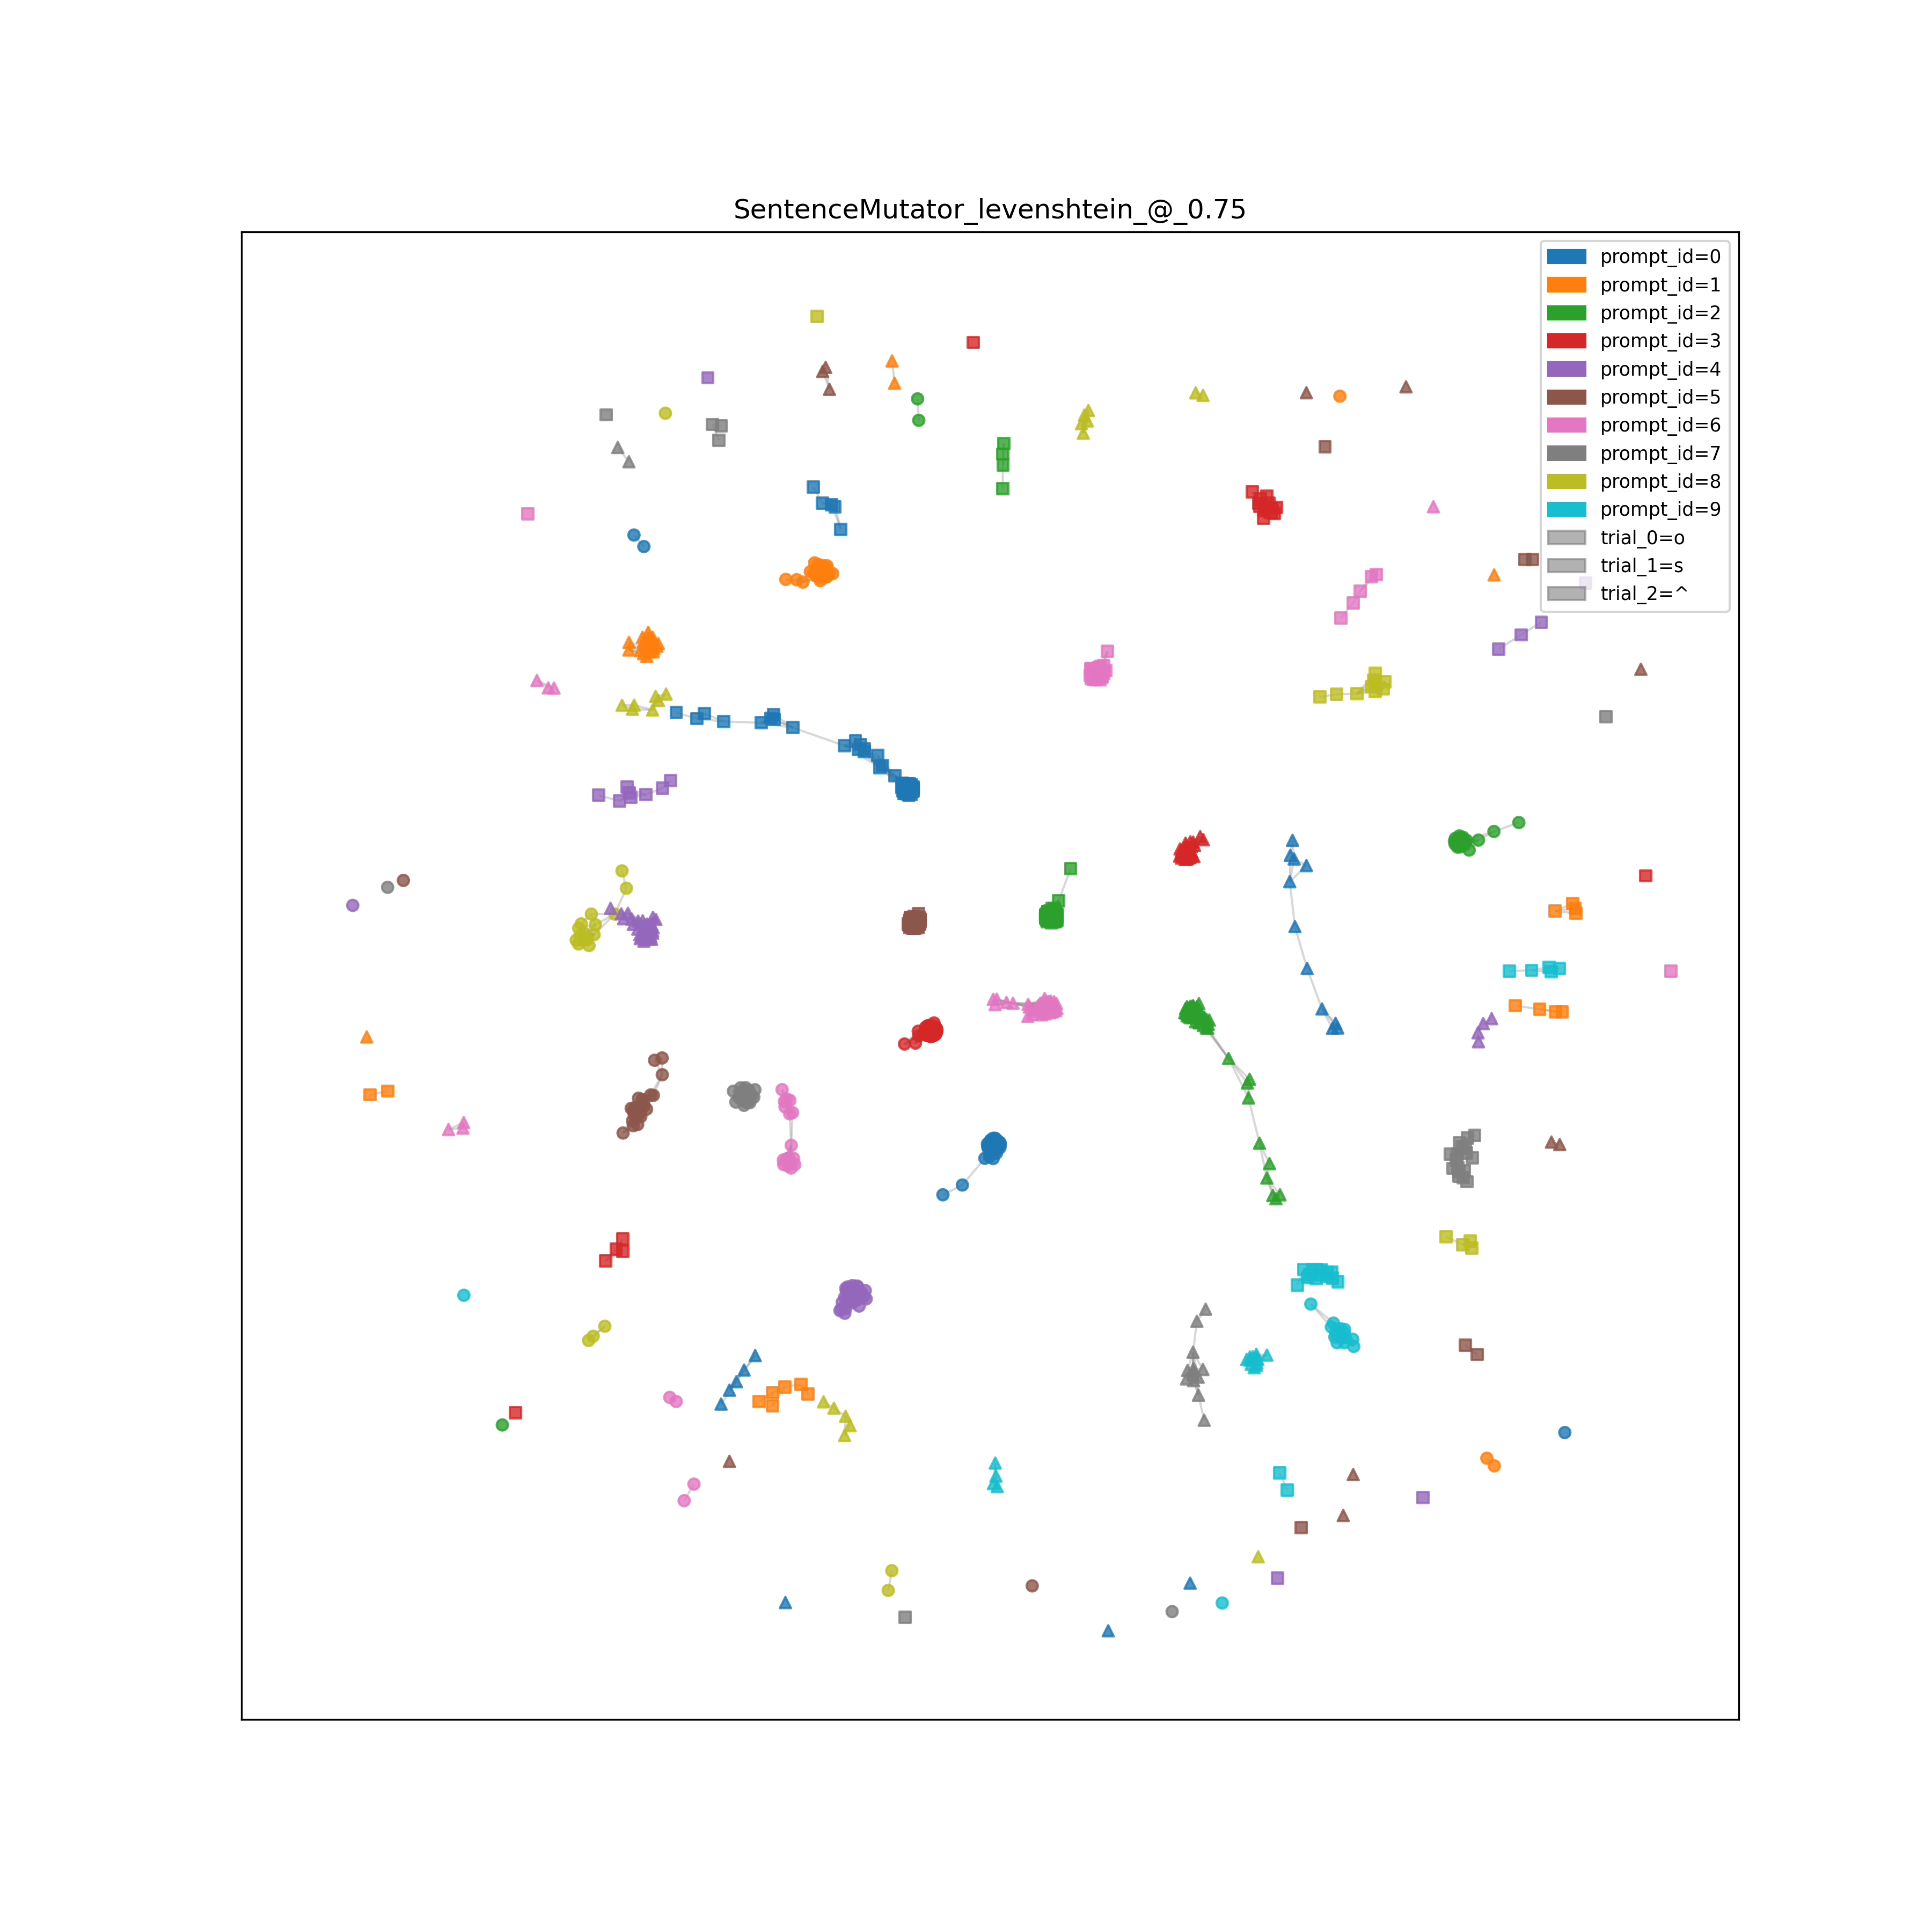 SentenceMutator_levenshtein_@_0.75
prompt_id=0
prompt_id=1
prompt_id=2
prompt_id=3
prompt_id=4
prompt_id=5
prompt_id=6
prompt_id=7
prompt_id=8
prompt_id=9
trial_0=o
trial_1=s
trial_2=^